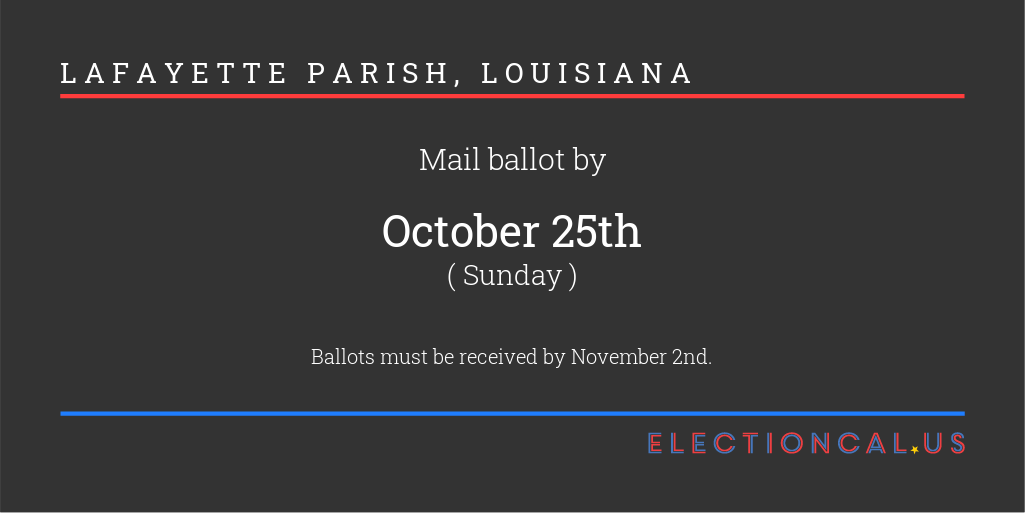 LAFAYETTE PARISH, LOUISIANA
Mail ballot by
October 25th
( Sunday )
Ballots must be received by November 2nd.
ELECTIONCAL.US